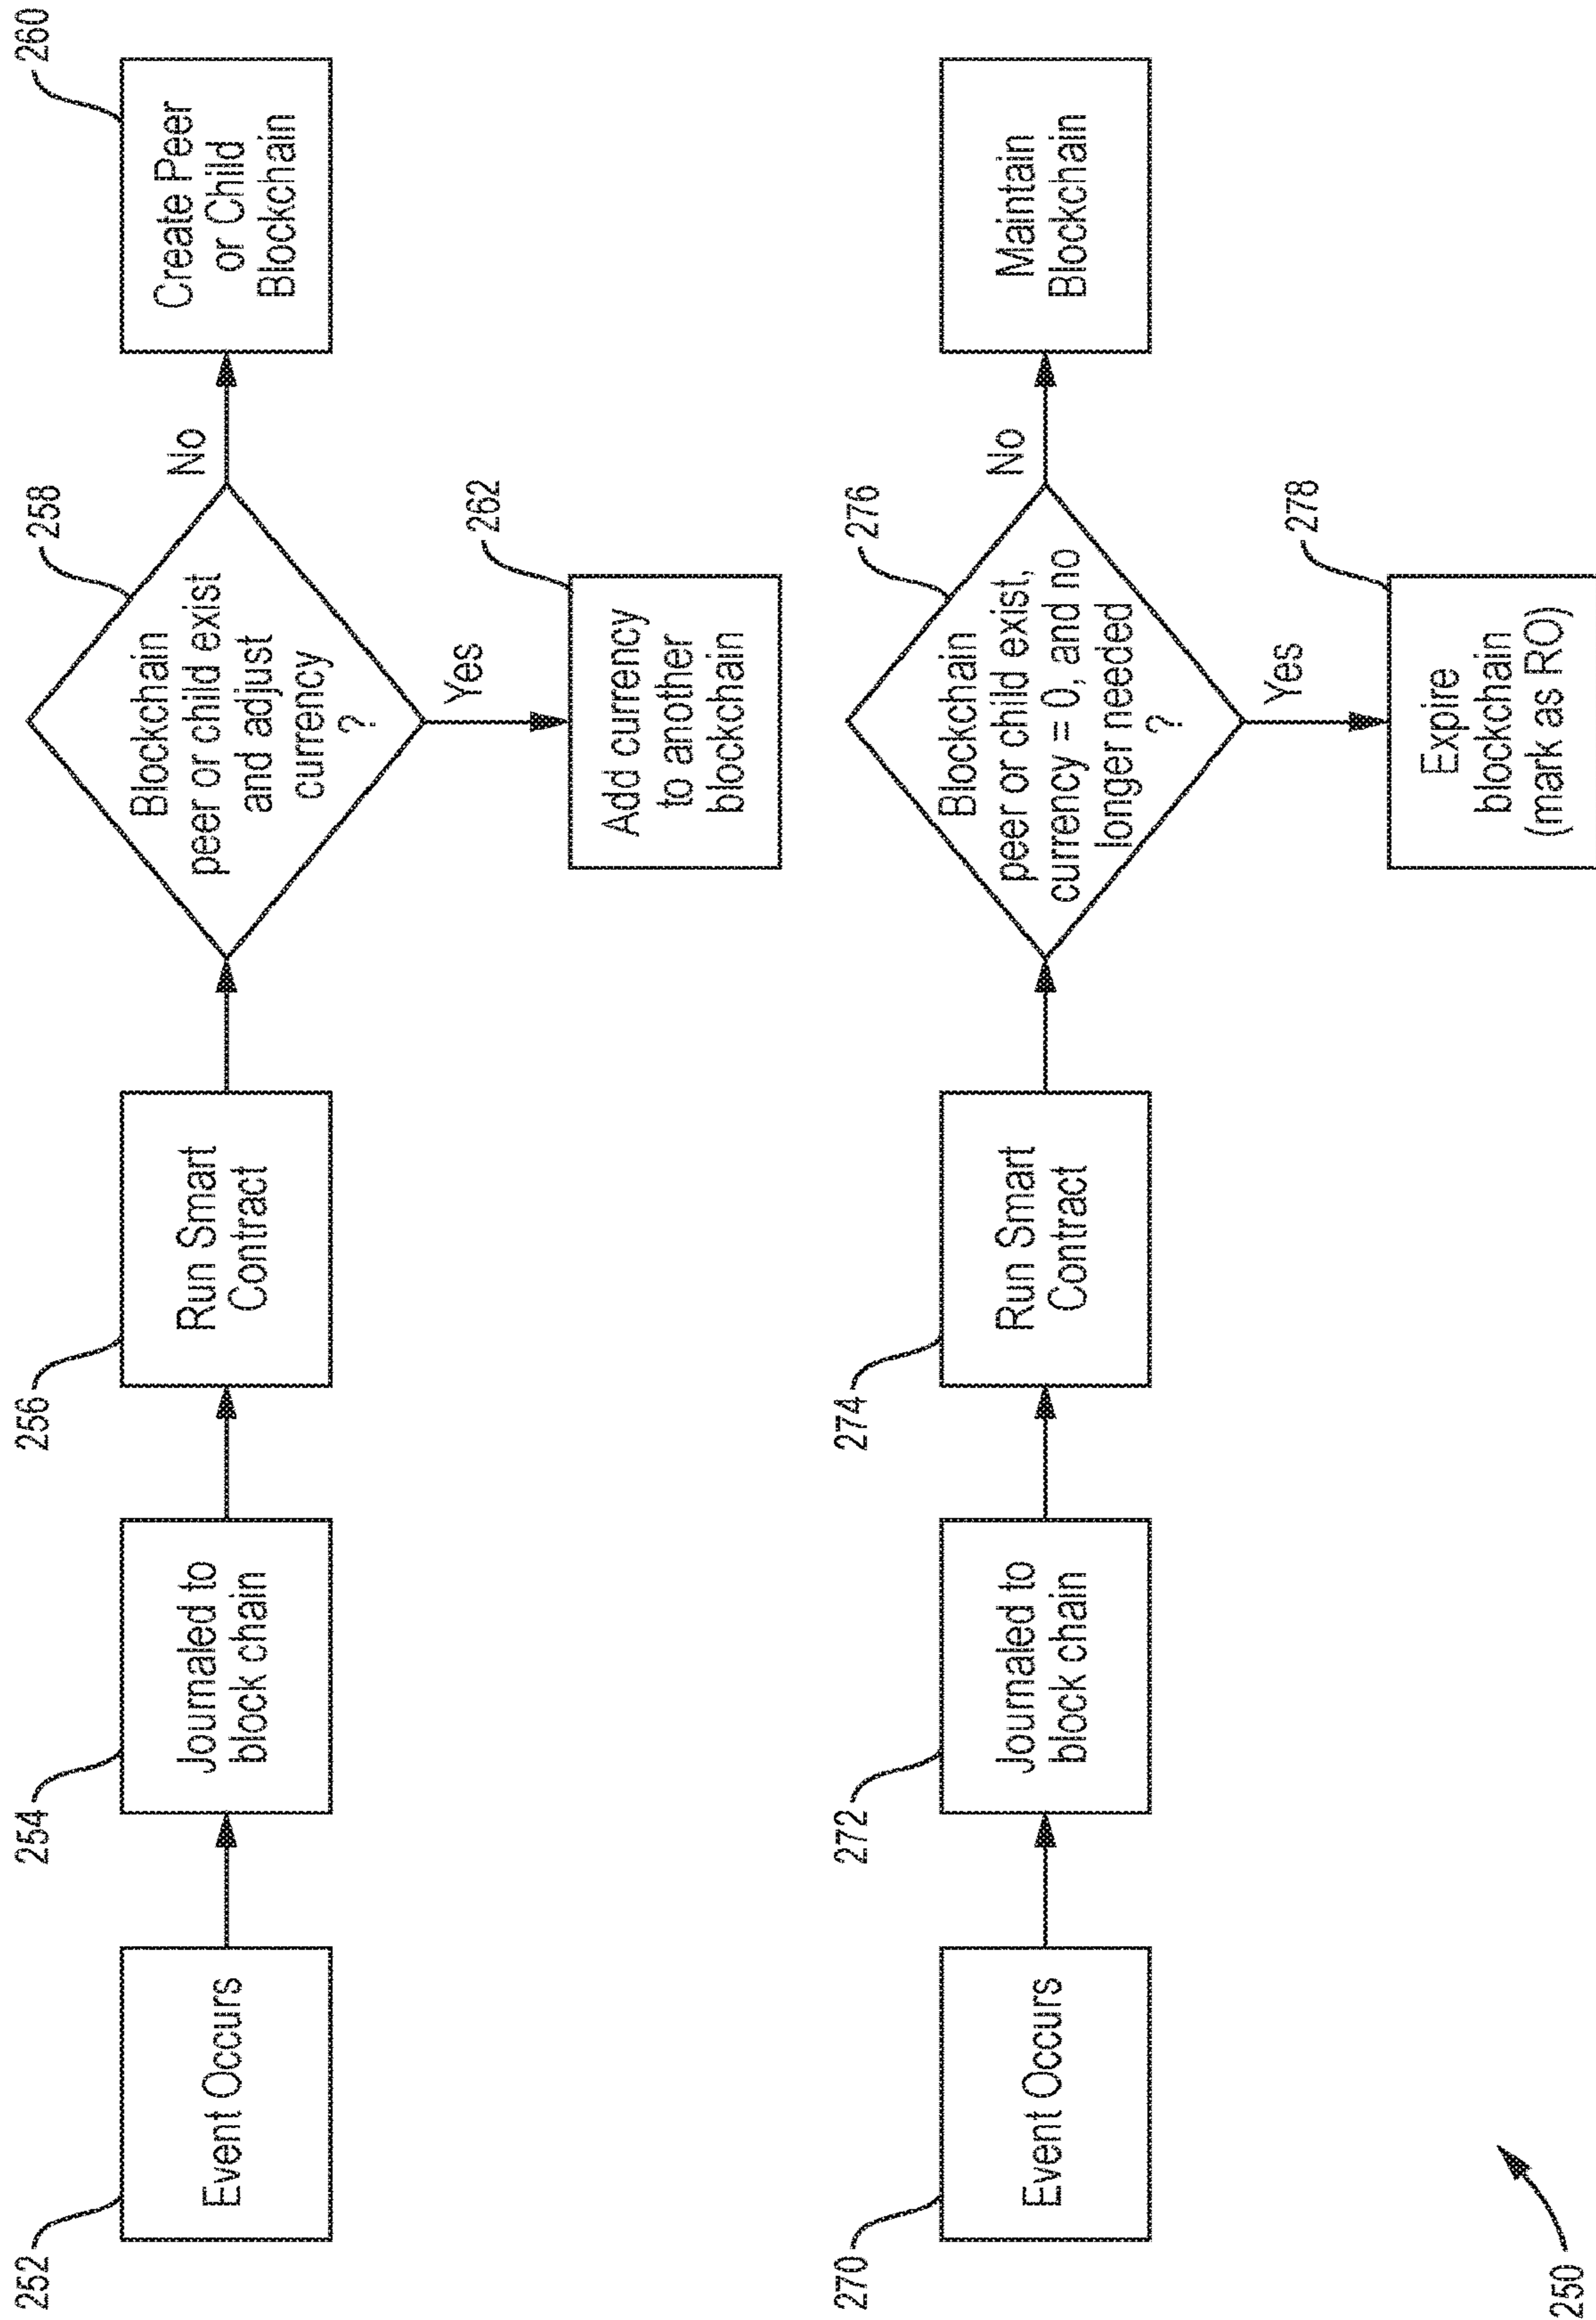 252
Event Occurs
254
Journaled to
block chain
256
Run Smart
Contract
258
Blockchain
peer or child exist
and adjust
currency
?
No
260
Create Peer
or Child
Blockchain
Yes
262
Add currency
to another
blockchain
270
Event Occurs
272
Journaled to
block chain
274
Run Smart
Contract
276
Blockchain
peer or child exist,
currency = 0, and no
longer needed
?
No
Maintain
Blockchain
Yes
278
Expire
blockchain
(mark as RO)
250